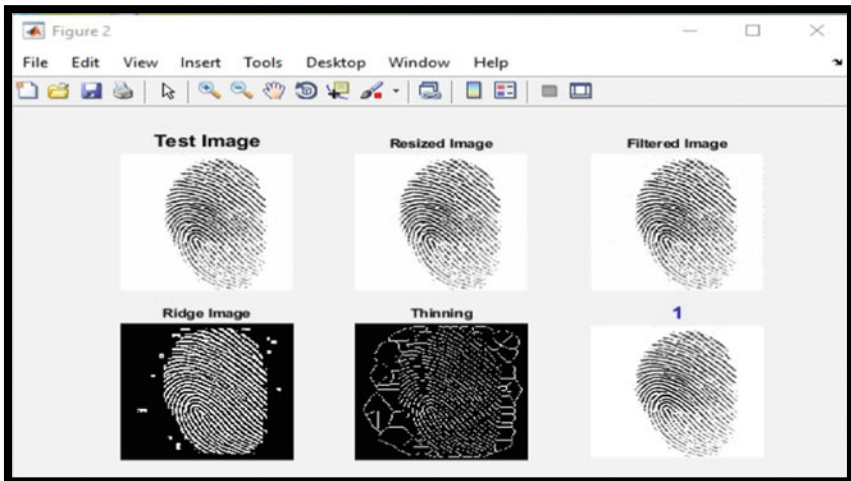 Figure 2
File Edit View Insert Tools Desktop Window Help
Test Image Resized Image Filtered Image
Ridge Image Thinning 1